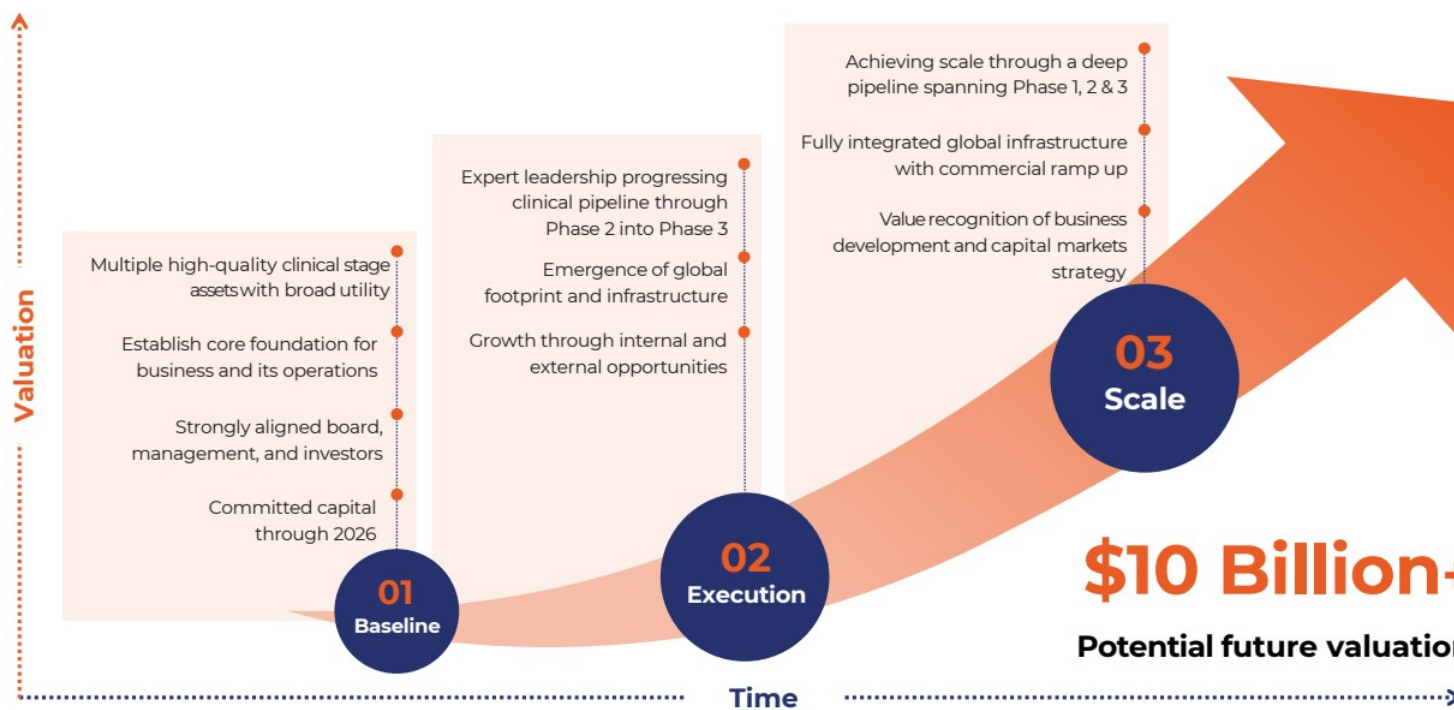 Valuation
Multiple high-quality clinical stage
assets with broad utility
Establish core foundation for
business and its operations
Strongly aligned board,
management, and investors
Committed capital
through 2026
01
Baseline
Expert leadership progressing
clinical pipeline through
Phase 2 into Phase 3
Emergence of global
footprint and infrastructure
Growth through internal and
external opportunities
02
Execution
Achieving scale through a deep
pipeline spanning Phase 1, 2 & 3
Fully integrated global infrastructure
with commercial ramp up
Value recognition of business
development and capital markets
strategy
03
Scale
$10 Billion+
Potential future valuation
Time